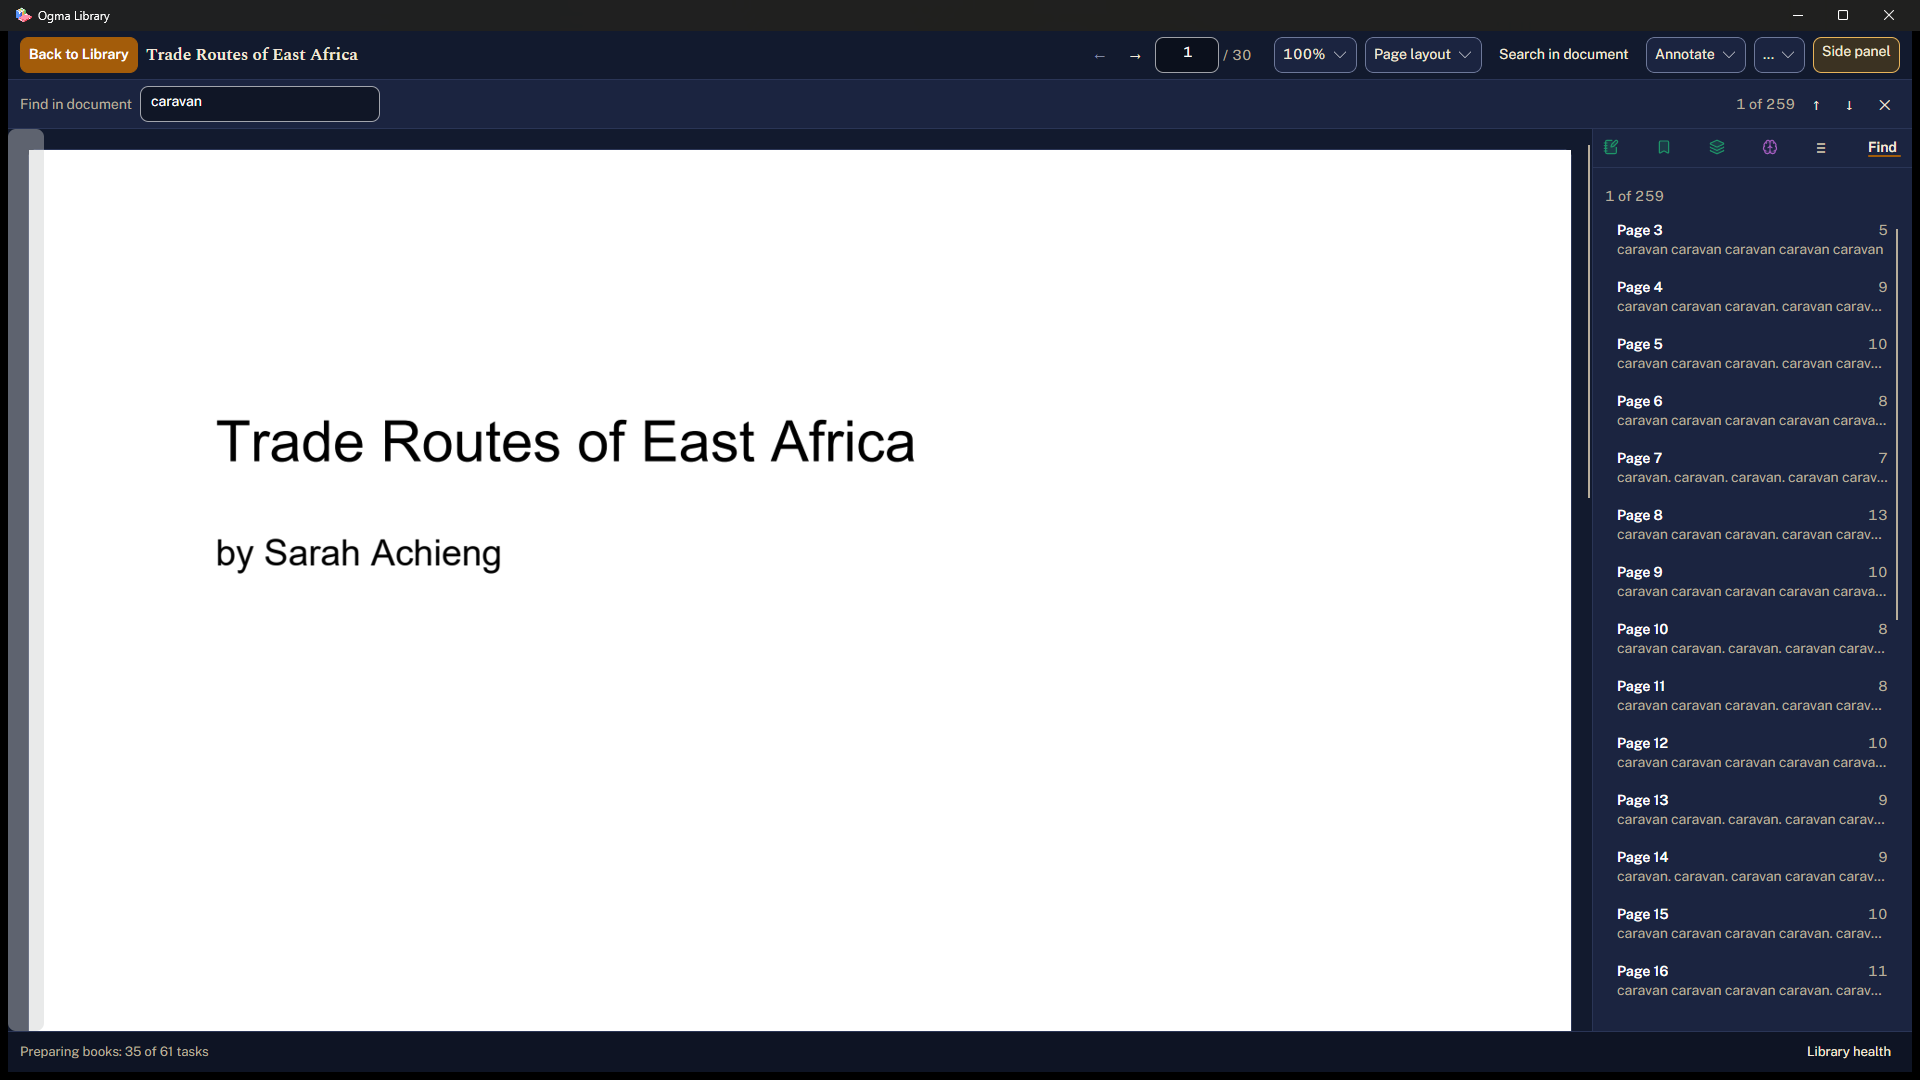 Ogma Library
Back to Library Trade Routes of East Africa ← → 1 / 30 100% Page layout Search in document Annotate ... Side panel
Find in document caravan 1 of 259 ↑ ↓
Find
1 of 259
Page 3 5
caravan caravan caravan caravan caravan
Page 4 9
caravan caravan caravan. caravan carav...
Page 5 10
caravan caravan caravan. caravan carav...
Page 6 8
caravan caravan caravan caravan carava...
Page 7 7
caravan. caravan. caravan. caravan carav...
Page 8 13
caravan caravan caravan. caravan carav...
Page 9 10
caravan caravan caravan caravan carava...
Page 10 8
caravan caravan. caravan. caravan carav...
Page 11 8
caravan caravan caravan. caravan carav...
Page 12 10
caravan caravan caravan caravan carava...
Page 13 9
caravan caravan. caravan. caravan carav...
Page 14 9
caravan. caravan. caravan caravan carav...
Page 15 10
caravan caravan caravan caravan. carav...
Page 16 11
caravan caravan caravan caravan. carav...
Trade Routes of East Africa
by Sarah Achieng
Preparing books: 35 of 61 tasks Library health